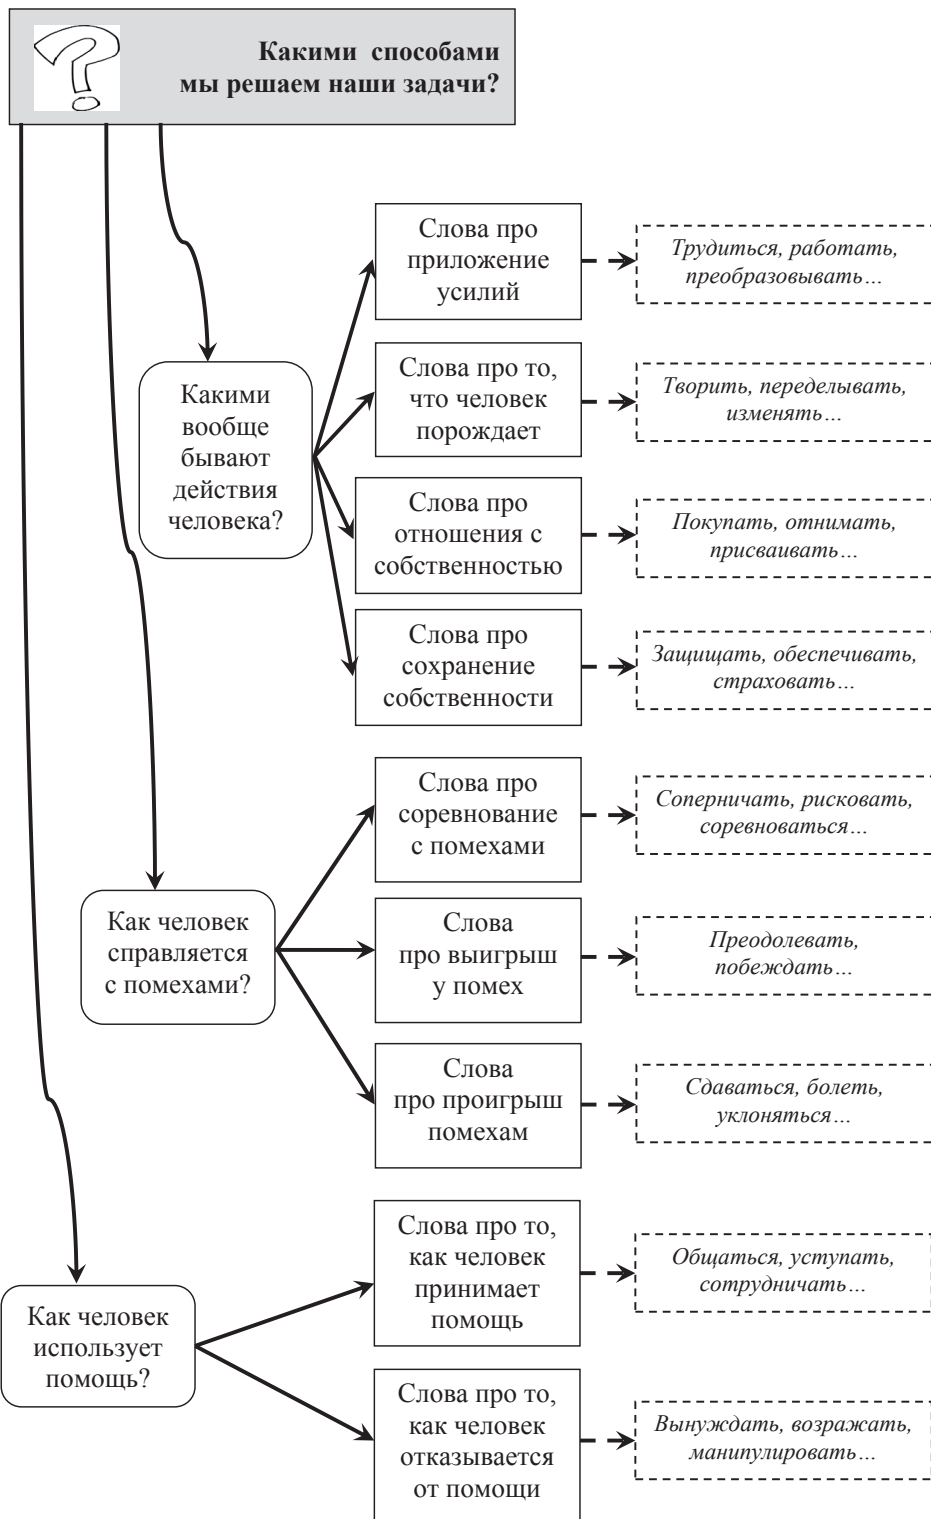 Какими способами
мы решаем наши задачи?
Слова про
приложение
усилий
Трудиться, работать,
преобразовывать…
Какими
вообще
бывают
действия
человека?
Слова про то,
что человек
порождает
Творить, переделывать,
изменять…
Слова про
отношения с
собственностью
Покупать, отнимать,
присваивать…
Слова про
сохранение
собственности
Защищать, обеспечивать,
страховать…
Как человек
справляется
с помехами?
Слова про
соревнование
с помехами
Соперничать, рисковать,
соревноваться…
Слова
про выигрыш
у помех
Преодолевать,
побеждать…
Слова
про проигрыш
помехам
Сдаваться, болеть,
уклоняться…
Как человек
использует
помощь?
Слова про то,
как человек
принимает
помощь
Общаться, уступать,
сотрудничать…
Слова про то,
как человек
отказывается
от помощи
Вынуждать, возражать,
манипулировать…